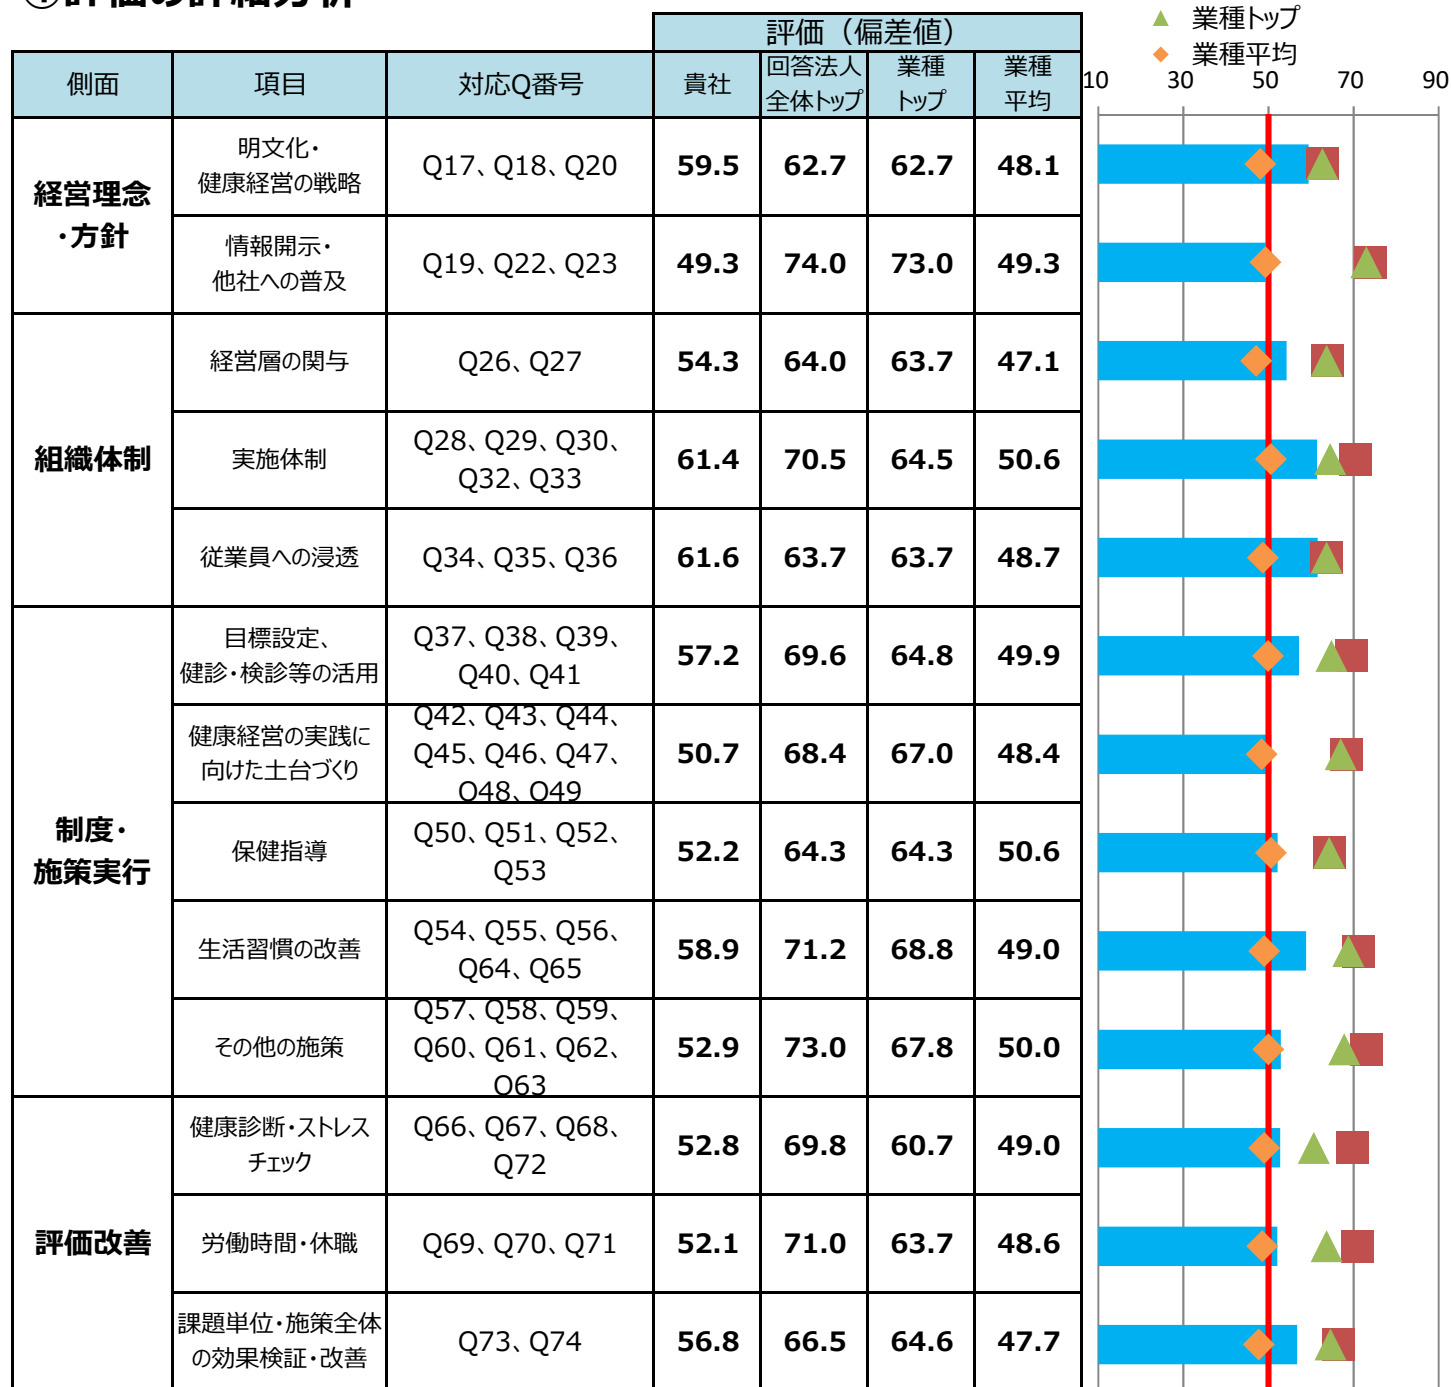 ①評価の詳細分析
▲ 業種トップ
◆ 業種平均
評価（偏差値）
側面 項目 対応Q番号 貴社 回答法人 業種 業種
全体トップ トップ 平均
10 30 50 70 90
明文化・
健康経営の戦略
Q17、Q18、Q20 59.5 62.7 62.7 48.1
経営理念
・方針
情報開示・
他社への普及
Q19、Q22、Q23 49.3 74.0 73.0 49.3
経営層の関与 Q26、Q27 54.3 64.0 63.7 47.1
組織体制
実施体制
Q28、Q29、Q30、
Q32、Q33
61.4 70.5 64.5 50.6
従業員への浸透 Q34、Q35、Q36 61.6 63.7 63.7 48.7
目標設定、
健診・検診等の活用
Q37、Q38、Q39、
Q40、Q41
57.2 69.6 64.8 49.9
健康経営の実践に
向けた土台づくり
Q42、Q43、Q44、
Q45、Q46、Q47、
Q48、Q49
50.7 68.4 67.0 48.4
制度・
施策実行
保健指導
Q50、Q51、Q52、
Q53
52.2 64.3 64.3 50.6
生活習慣の改善
Q54、Q55、Q56、
Q64、Q65
58.9 71.2 68.8 49.0
その他の施策
Q57、Q58、Q59、
Q60、Q61、Q62、
Q63
52.9 73.0 67.8 50.0
健康診断・ストレス
チェック
Q66、Q67、Q68、
Q72
52.8 69.8 60.7 49.0
評価改善
労働時間・休職 Q69、Q70、Q71 52.1 71.0 63.7 48.6
課題単位・施策全体
の効果検証・改善
Q73、Q74 56.8 66.5 64.6 47.7